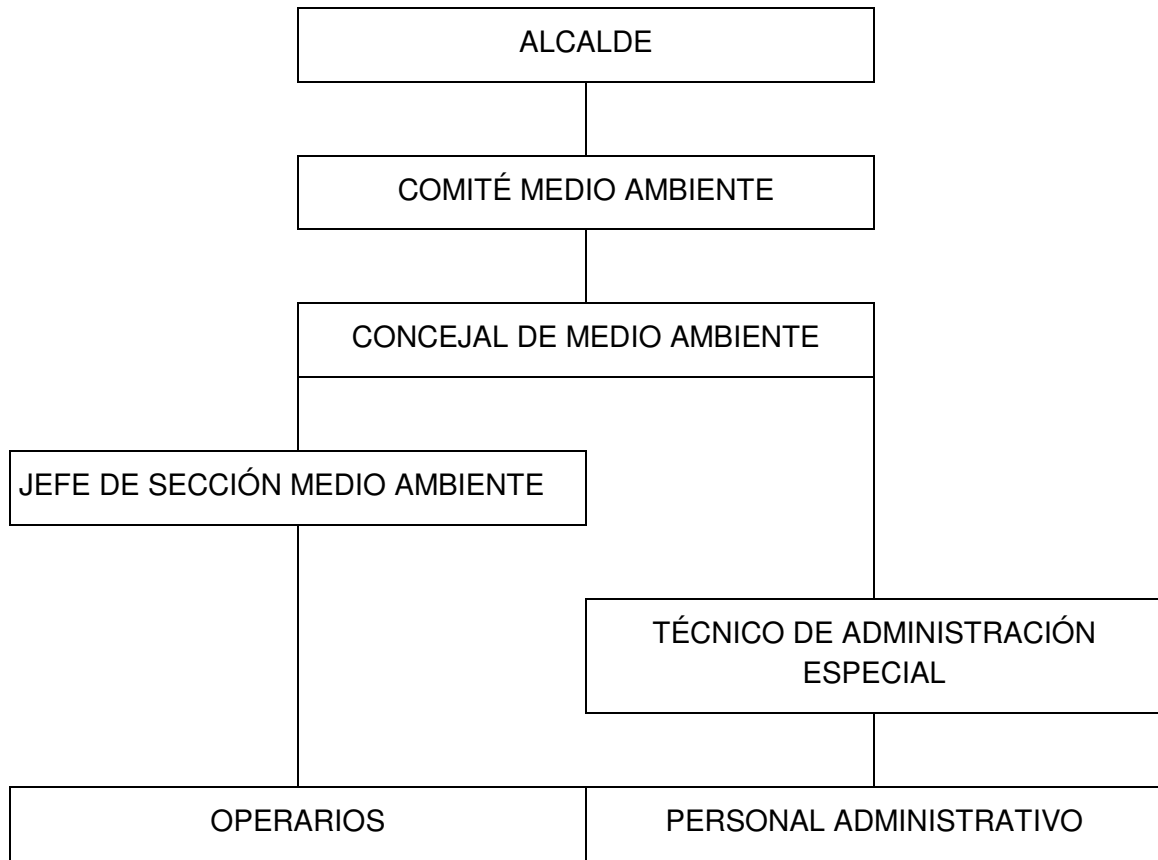 ALCALDE
COMITÉ MEDIO AMBIENTE
CONCEJAL DE MEDIO AMBIENTE
JEFE DE SECCIÓN MEDIO AMBIENTE
TÉCNICO DE ADMINISTRACIÓN
ESPECIAL
OPERARIOS
PERSONAL ADMINISTRATIVO